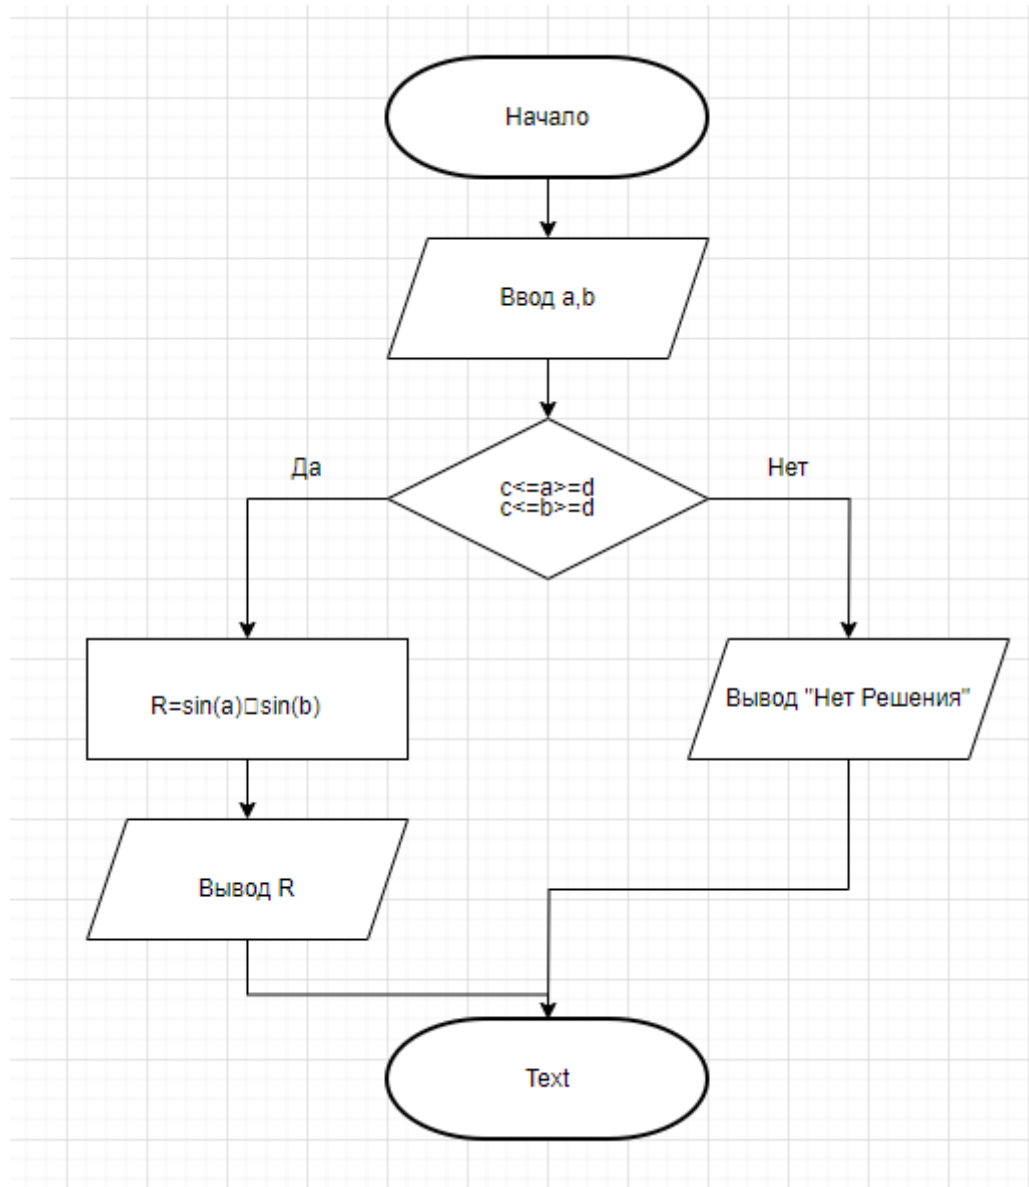 Начало
Ввод a,b
Да
Нет
c<=a>=d
c<=b>=d
R=sin(a)□sin(b)
Вывод "Нет Решения"
Вывод R
Text